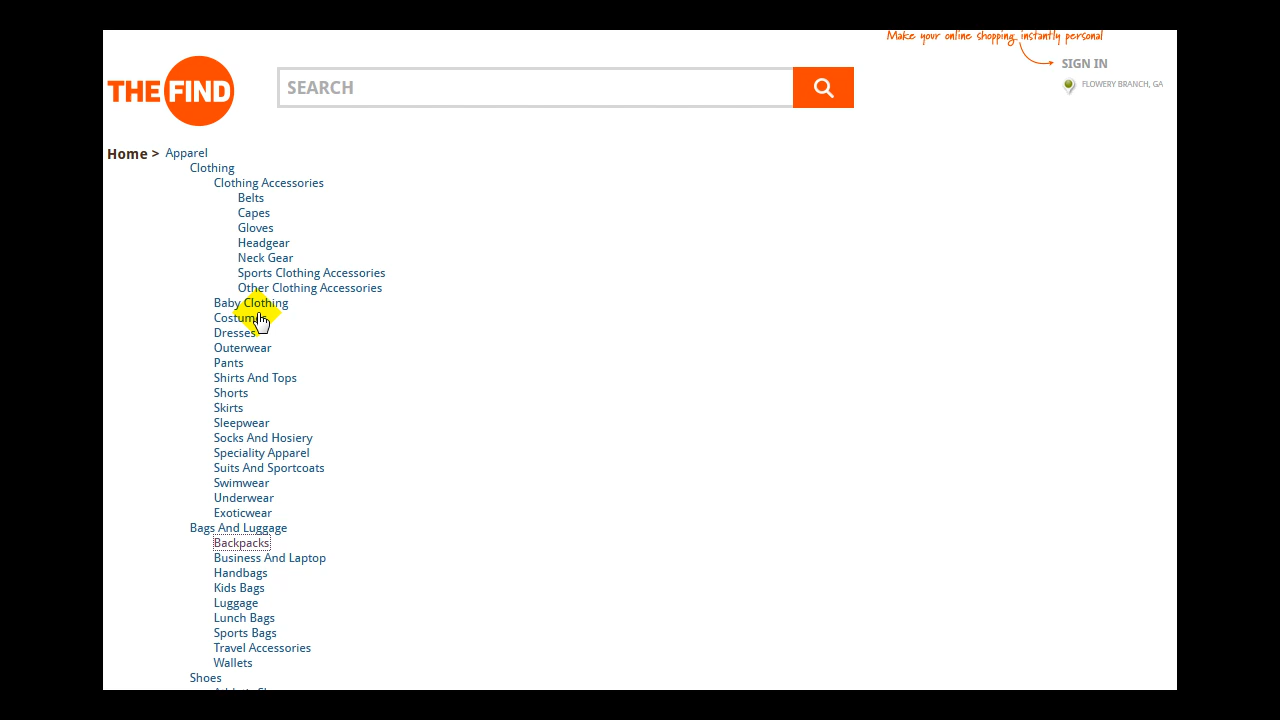 Make your online shopping instantly personal
THE FIND
SEARCH
SIGN IN
FLOWERY BRANCH, GA
Home > Apparel
Clothing
Clothing Accessories
Belts
Capes
Gloves
Headgear
Neck Gear
Sports Clothing Accessories
Other Clothing Accessories
Baby Clothing
Costumes
Dresses
Outerwear
Pants
Shirts And Tops
Shorts
Skirts
Sleepwear
Socks And Hosiery
Speciality Apparel
Suits And Sportcoats
Swimwear
Underwear
Exoticwear
Bags And Luggage
Backpacks
Business And Laptop
Handbags
Kids Bags
Luggage
Lunch Bags
Sports Bags
Travel Accessories
Wallets
Shoes